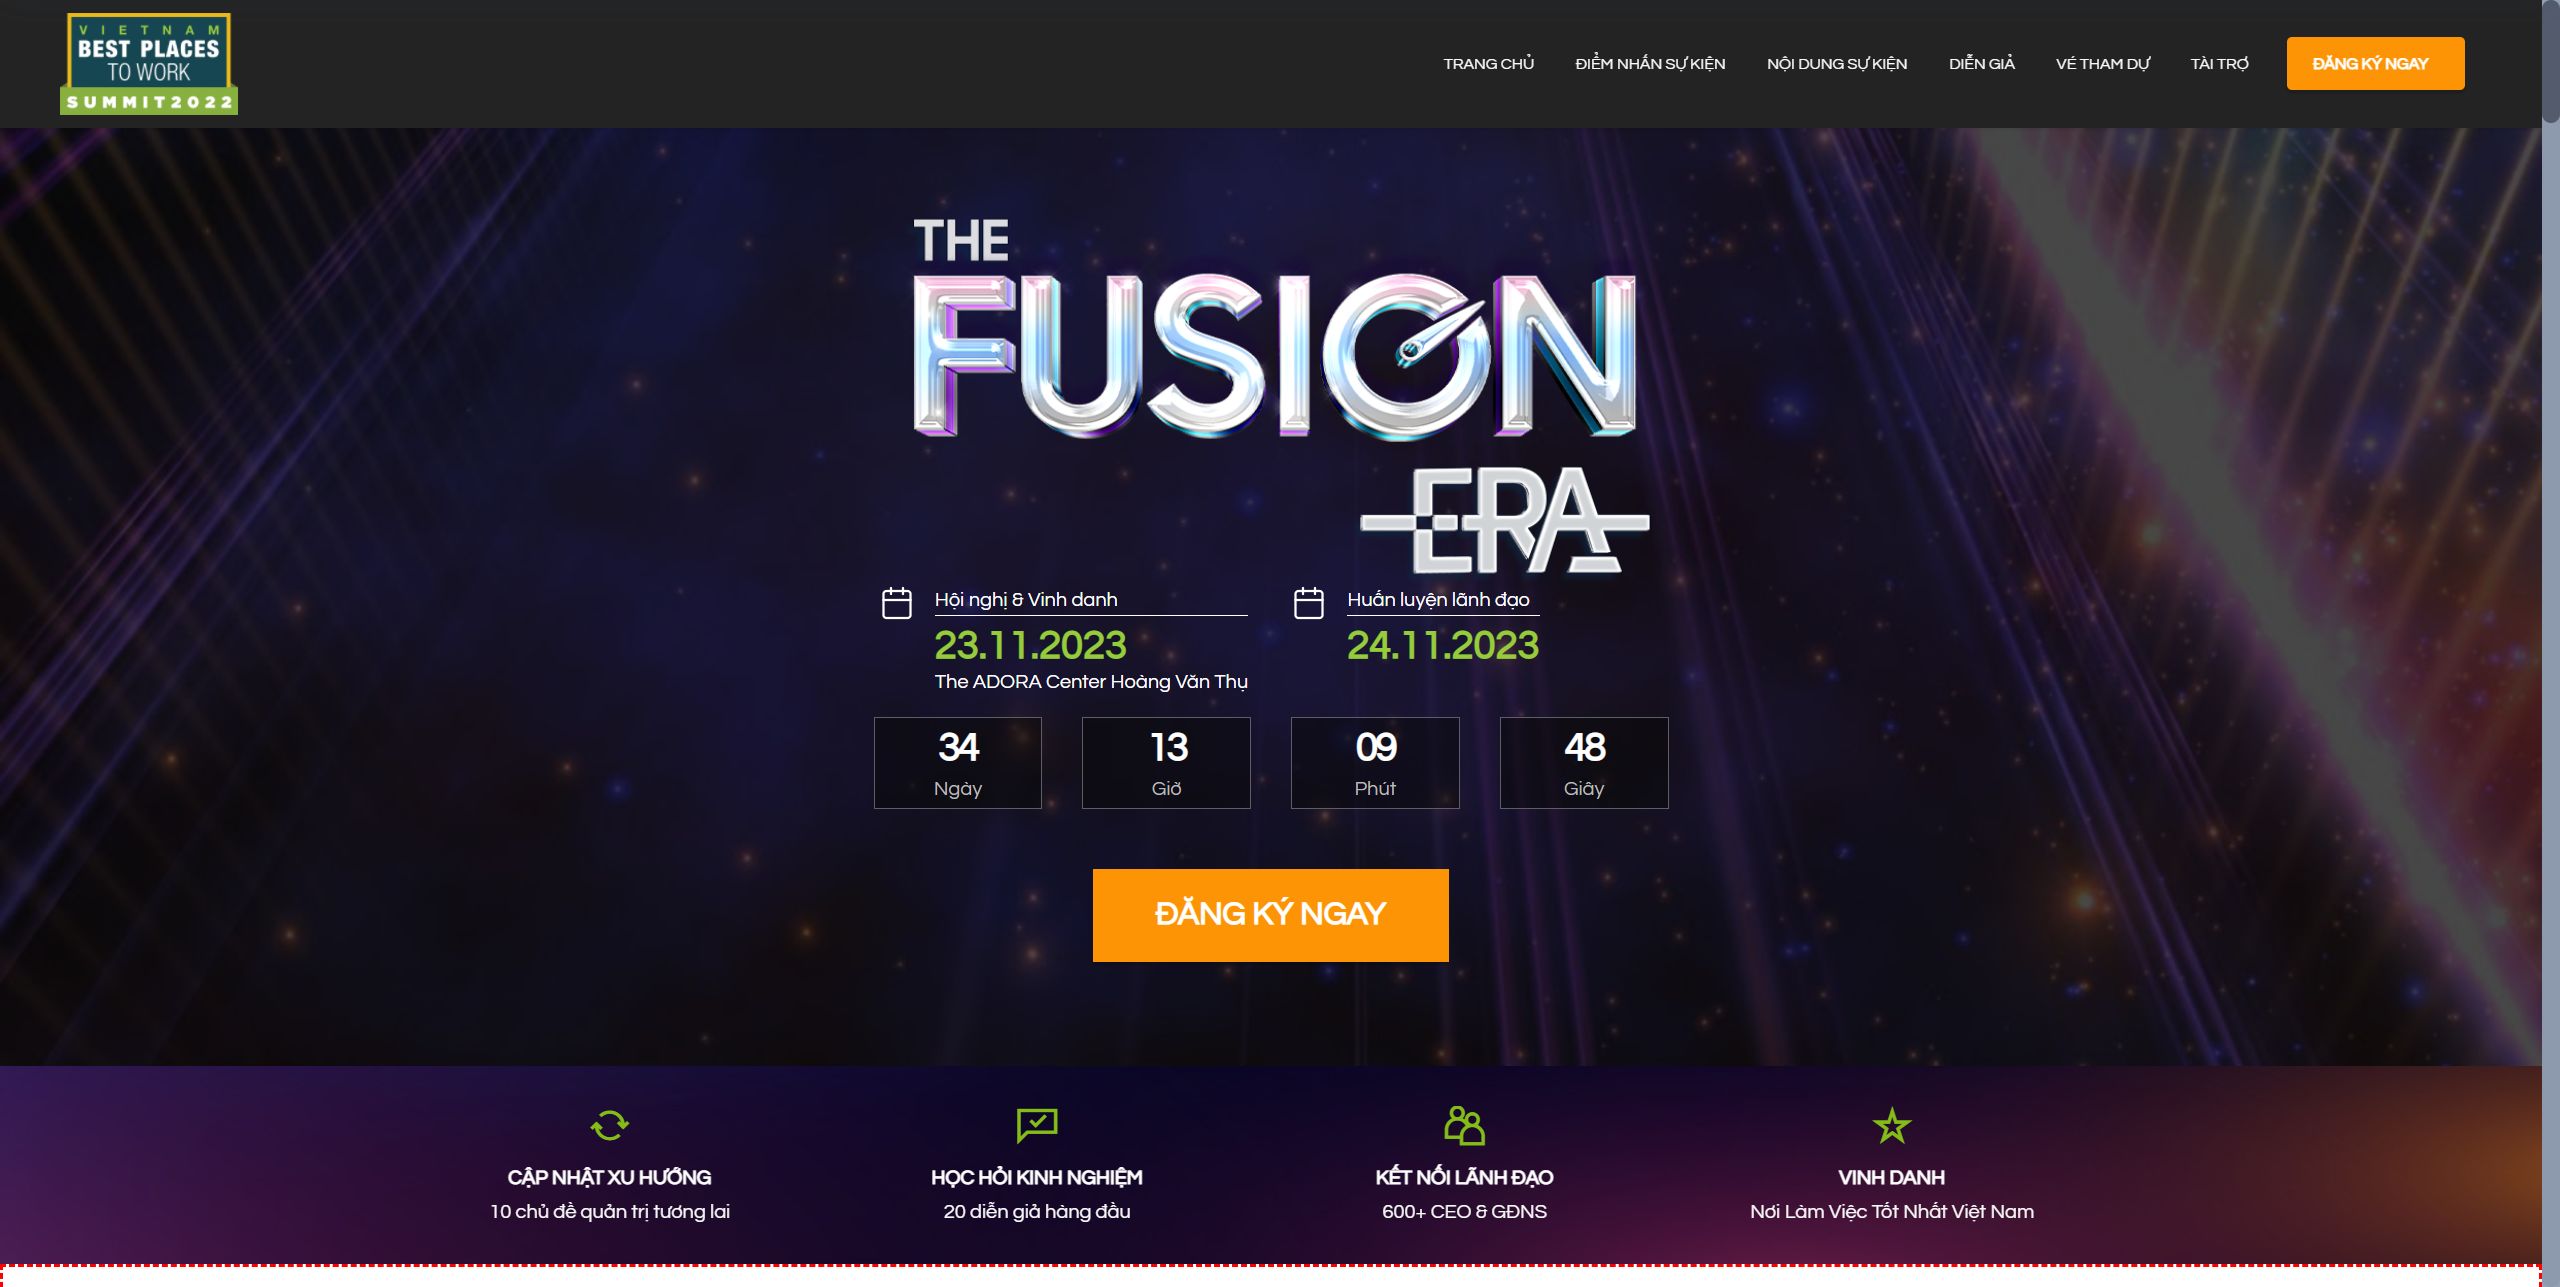 VIETNAM
BEST PLACES
TO WORK
SUMMIT2022
TRANG CHỦ
ĐIỂM NHẤN SỰ KIỆN
NỘI DUNG SỰ KIỆN
DIỄN GIẢ
VÉ THAM DỰ
TÀI TRỢ
ĐĂNG KÝ NGAY
THE
FUSION
ERA
Hội nghị & Vinh danh
23.11.2023
The ADORA Center Hoàng Văn Thụ
Huấn luyện lãnh đạo
24.11.2023
34
Ngày
13
Giờ
09
Phút
48
Giây
ĐĂNG KÝ NGAY
CẬP NHẬT XU HƯỚNG
10 chủ đề quản trị tương lai
HỌC HỎI KINH NGHIỆM
20 diễn giả hàng đầu
KẾT NỐI LÃNH ĐẠO
600+ CEO & GĐNS
VINH DANH
Nơi Làm Việc Tốt Nhất Việt Nam